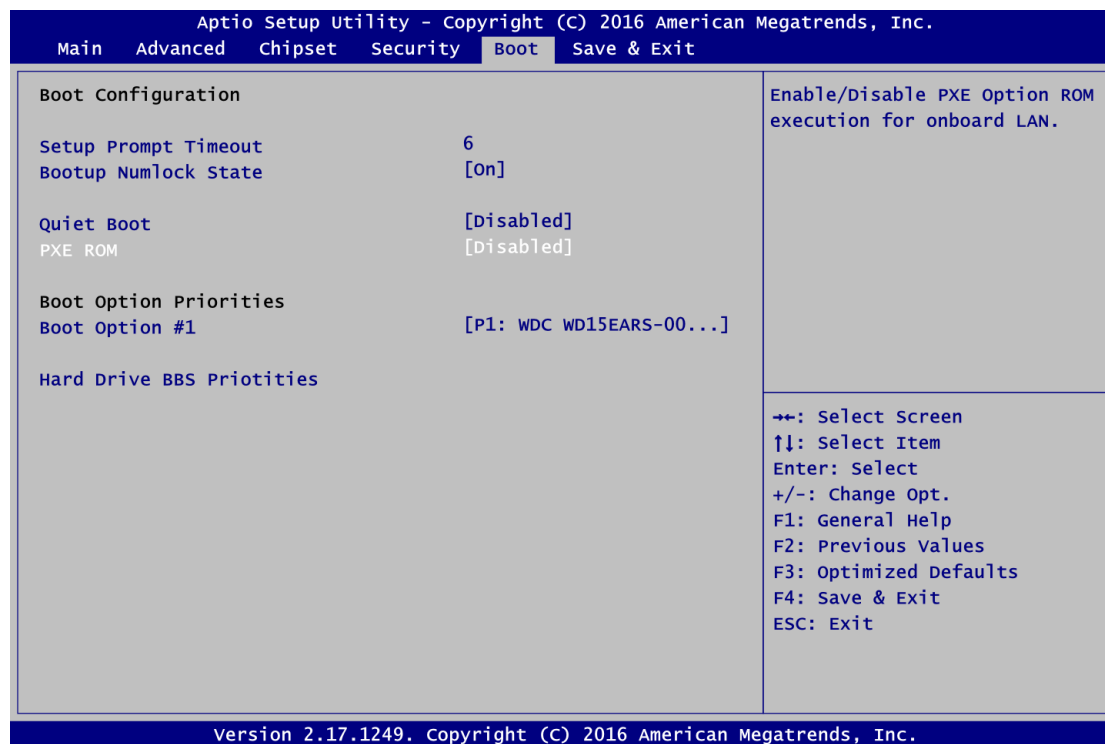 Aptio Setup Utility - Copyright (C) 2016 American Megatrends, Inc.
Main Advanced Chipset Security Boot Save & Exit
Boot Configuration
Setup Prompt Timeout 6
Bootup Numlock State [On]
Quiet Boot [Disabled]
PXE ROM [Disabled]
Boot Option Priorities
Boot Option #1 [P1: WDC WD15EARS-00...]
Hard Drive BBS Priotities
Enable/Disable PXE Option ROM
execution for onboard LAN.
→←: Select Screen
↑↓: Select Item
Enter: Select
+/-: Change Opt.
F1: General Help
F2: Previous Values
F3: Optimized Defaults
F4: Save & Exit
ESC: Exit
Version 2.17.1249. Copyright (C) 2016 American Megatrends, Inc.